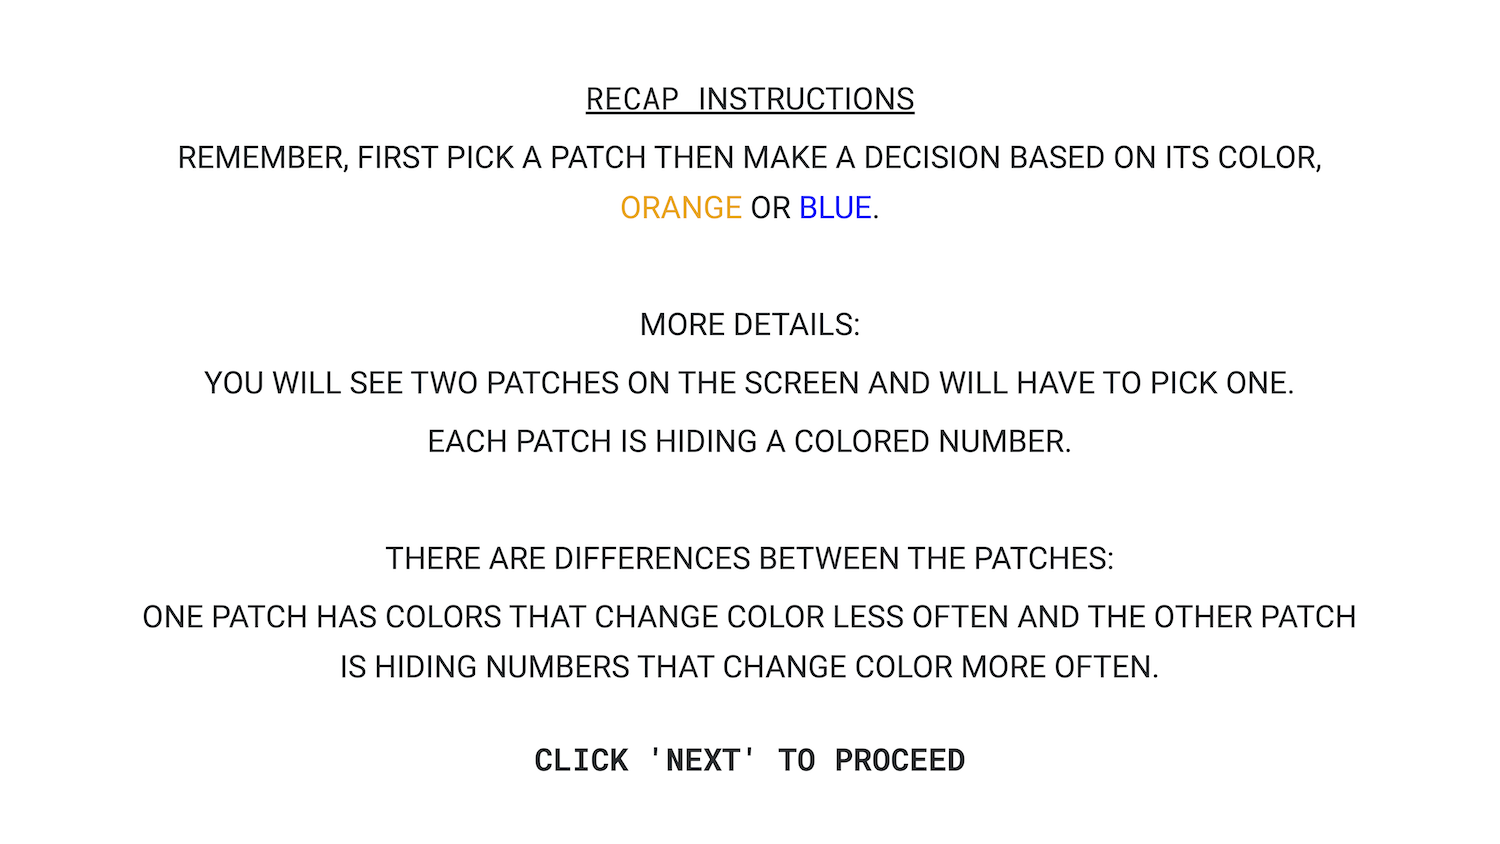 RECAP INSTRUCTIONS
REMEMBER, FIRST PICK A PATCH THEN MAKE A DECISION BASED ON ITS COLOR,
ORANGE OR BLUE.
MORE DETAILS:
YOU WILL SEE TWO PATCHES ON THE SCREEN AND WILL HAVE TO PICK ONE.
EACH PATCH IS HIDING A COLORED NUMBER.
THERE ARE DIFFERENCES BETWEEN THE PATCHES:
ONE PATCH HAS COLORS THAT CHANGE COLOR LESS OFTEN AND THE OTHER PATCH
IS HIDING NUMBERS THAT CHANGE COLOR MORE OFTEN.
CLICK 'NEXT' TO PROCEED